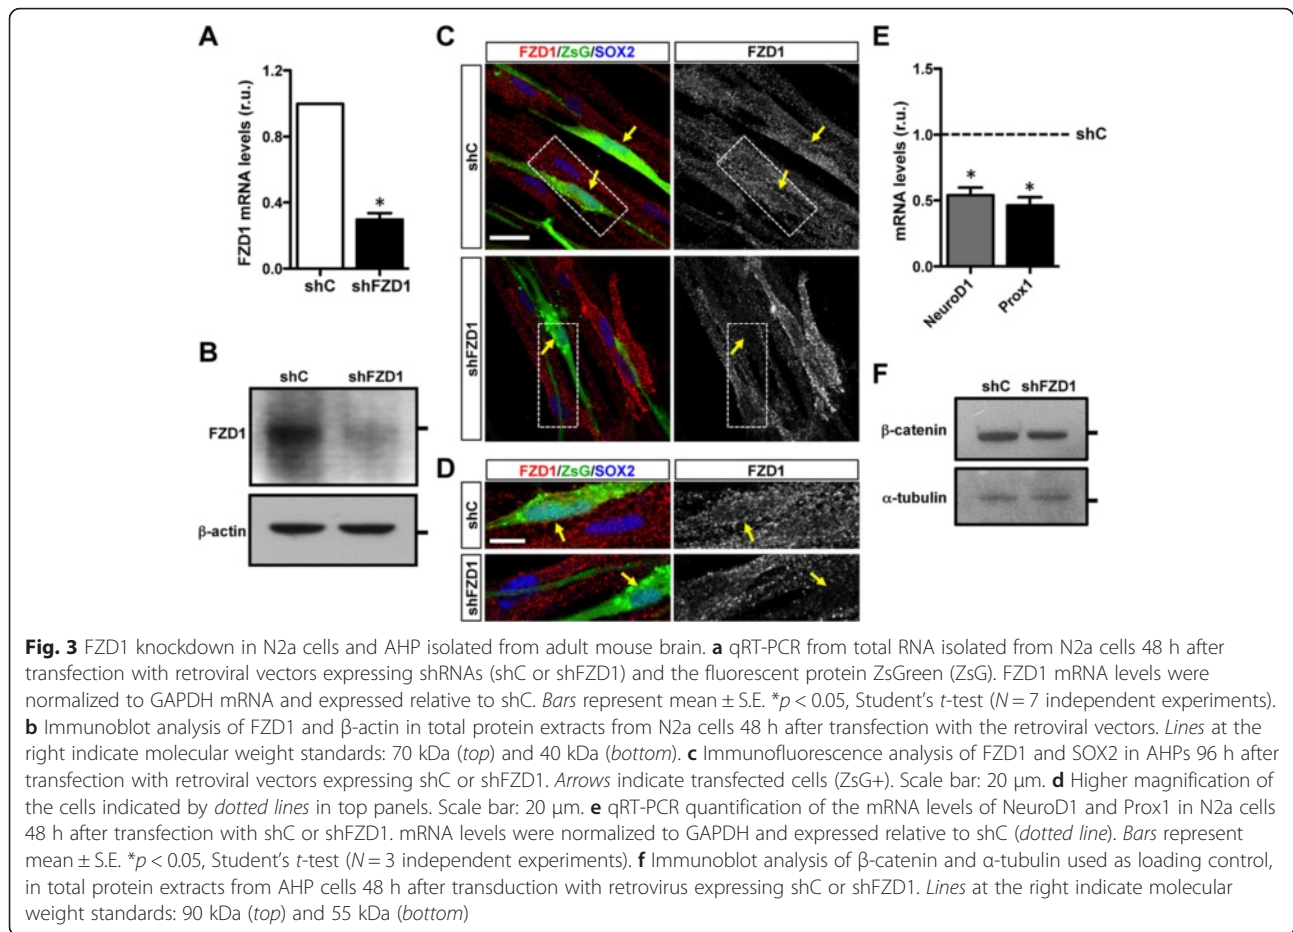 A
FZD1 mRNA levels (r.u.)
1.2
0.8
0.4
0.0
*
shC shFZD1
B
shC shFZD1
FZD1
β-actin
C
FZD1/ZsG/SOX2 FZD1
shC
shFZD1
D
FZD1/ZsG/SOX2 FZD1
shC
shFZD1
E
mRNA levels (r.u.)
1.5
1.0
0.5
0.0
shC
* *
NeuroD1 Prox1
F
shC shFZD1
β-catenin
α-tubulin
Fig. 3 FZD1 knockdown in N2a cells and AHP isolated from adult mouse brain. a qRT-PCR from total RNA isolated from N2a cells 48 h after
transfection with retroviral vectors expressing shRNAs (shC or shFZD1) and the fluorescent protein ZsGreen (ZsG). FZD1 mRNA levels were
normalized to GAPDH mRNA and expressed relative to shC. Bars represent mean ± S.E. *p < 0.05, Student's t-test (N = 7 independent experiments).
b Immunoblot analysis of FZD1 and β-actin in total protein extracts from N2a cells 48 h after transfection with the retroviral vectors. Lines at the
right indicate molecular weight standards: 70 kDa (top) and 40 kDa (bottom). c Immunofluorescence analysis of FZD1 and SOX2 in AHPs 96 h after
transfection with retroviral vectors expressing shC or shFZD1. Arrows indicate transfected cells (ZsG+). Scale bar: 20 μm. d Higher magnification of
the cells indicated by dotted lines in top panels. Scale bar: 20 μm. e qRT-PCR quantification of the mRNA levels of NeuroD1 and Prox1 in N2a cells
48 h after transfection with shC or shFZD1. mRNA levels were normalized to GAPDH and expressed relative to shC (dotted line). Bars represent
mean ± S.E. *p < 0.05, Student's t-test (N = 3 independent experiments). f Immunoblot analysis of β-catenin and α-tubulin used as loading control,
in total protein extracts from AHP cells 48 h after transduction with retrovirus expressing shC or shFZD1. Lines at the right indicate molecular
weight standards: 90 kDa (top) and 55 kDa (bottom)